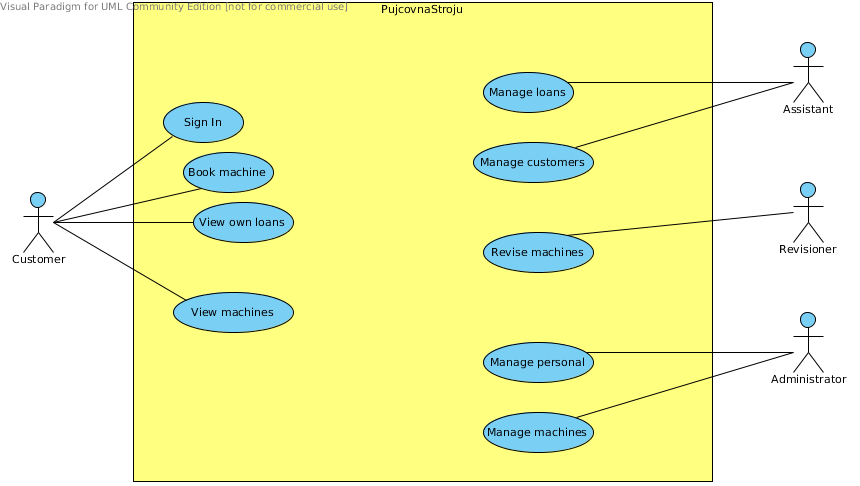 Visual Paradigm for UML Community Edition [not for commercial use]
PujcovnaStroju
Manage loans
Assistant
Sign In
Manage customers
Book machine
View own loans
Customer
Revise machines
Revisioner
View machines
Manage personal
Administrator
Manage machines